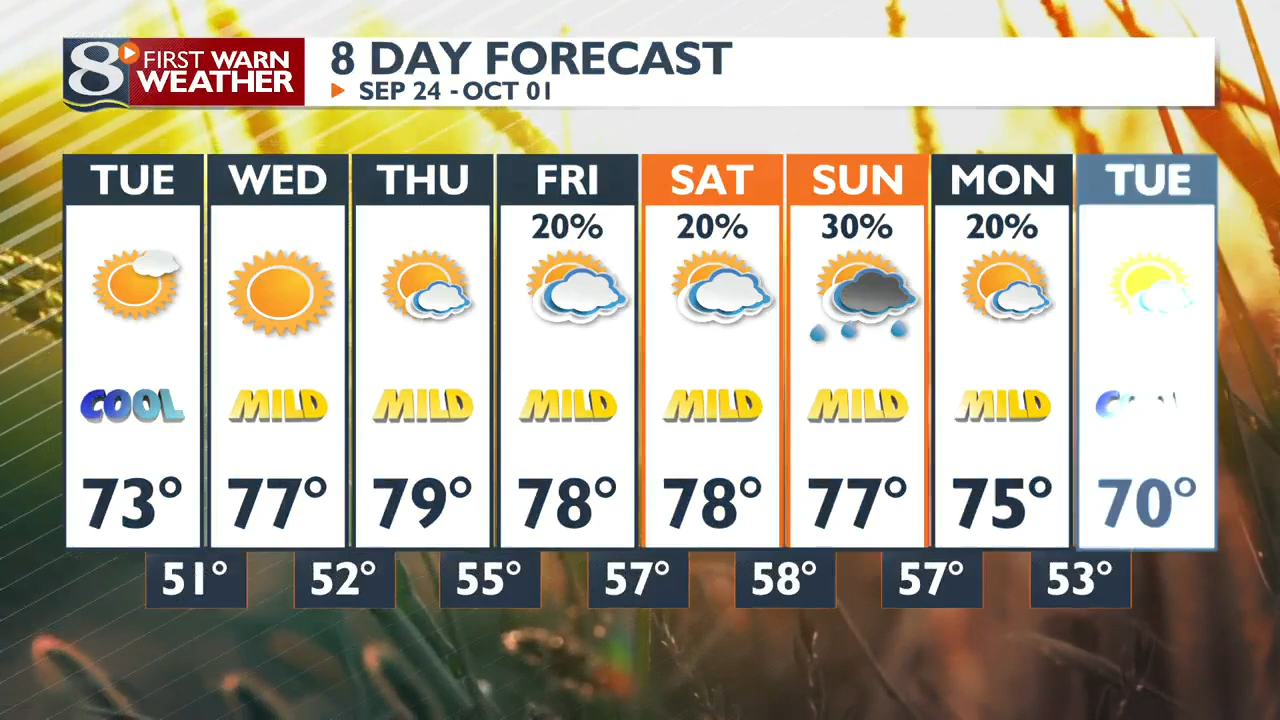 8 FIRST WARN
WEATHER
8 DAY FORECAST
SEP 24 - OCT 01
TUE WED THU FRI SAT SUN MON TUE
20% 20% 30% 20%
COOL MILD MILD MILD MILD MILD MILD COOL
73° 77° 79° 78° 78° 77° 75° 70°
51° 52° 55° 57° 58° 57° 53°